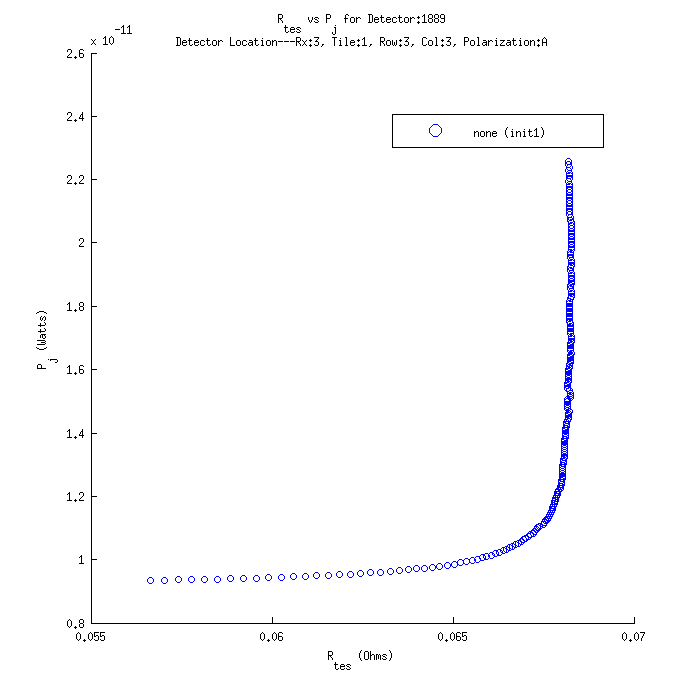 R_tes vs P_j for Detector:1889
Detector Location---Rx:3, Tile:1, Row:3, Col:3, Polarization:A
x 10^-11
2.6
2.4
none (init1)
2.2
2
1.8
1.6
P_j (Watts)
1.4
1.2
1
0.8
0.055 0.06 0.065 0.07
R_tes (Ohms)